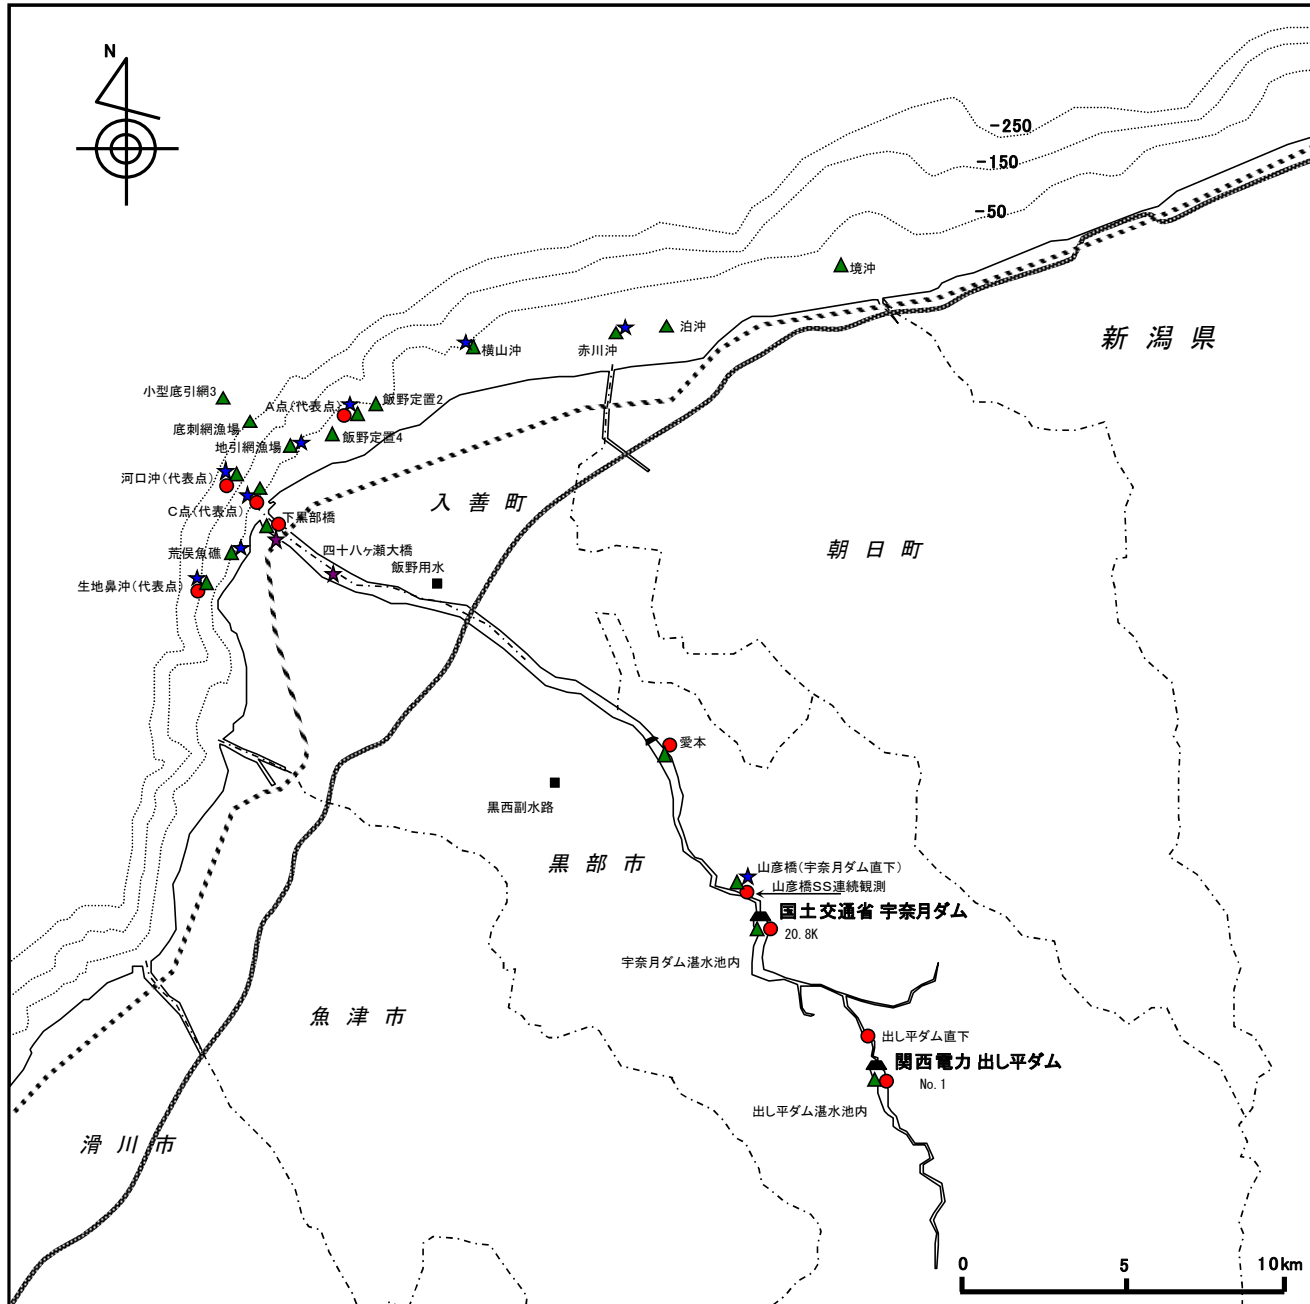 N
-250
-150
-50
境沖
新潟県
泊沖
赤川沖
横山沖
小型底引網3
A点(代表点)
飯野定置2
底刺網漁場
飯野定置4
地引網漁場
河口沖(代表点)
入善町
C点(代表点)
下黒部橋
朝日町
荒俣魚礁
四十八ヶ瀬大橋
飯野用水
生地鼻沖(代表点)
愛本
黒西副水路
黒部市
山彦橋(宇奈月ダム直下)
山彦橋SS連続観測
国土交通省 宇奈月ダム
20.8K
宇奈月ダム湛水池内
魚津市
出し平ダム直下
関西電力 出し平ダム
No.1
出し平ダム湛水池内
滑川市
0 5 10km